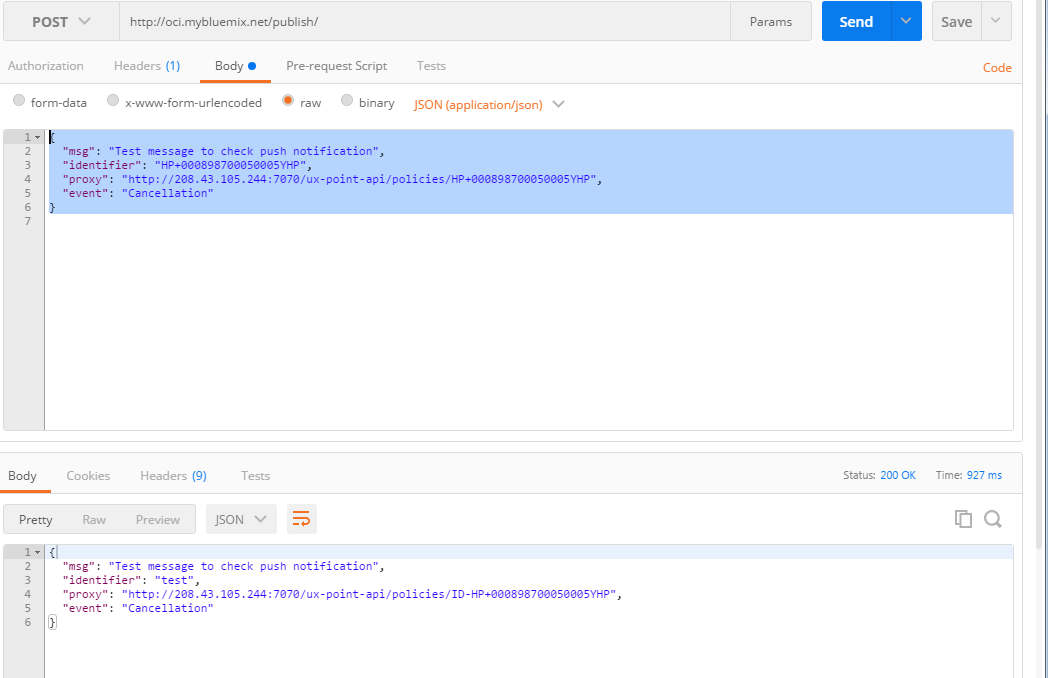 POST http://oci.mybluemix.net/publish/ Params Send Save
Authorization Headers (1) Body Pre-request Script Tests Code
form-data x-www-form-urlencoded raw binary JSON (application/json)
1 {
2 "msg": "Test message to check push notification",
3 "identifier": "HP+000898700050005YHP",
4 "proxy": "http://208.43.105.244:7070/ux-point-api/policies/HP+000898700050005YHP",
5 "event": "Cancellation"
6 }
7
Body Cookies Headers (9) Tests Status: 200 OK Time: 927 ms
Pretty Raw Preview JSON
1 {
2 "msg": "Test message to check push notification",
3 "identifier": "test",
4 "proxy": "http://208.43.105.244:7070/ux-point-api/policies/ID-HP+000898700050005YHP",
5 "event": "Cancellation"
6 }